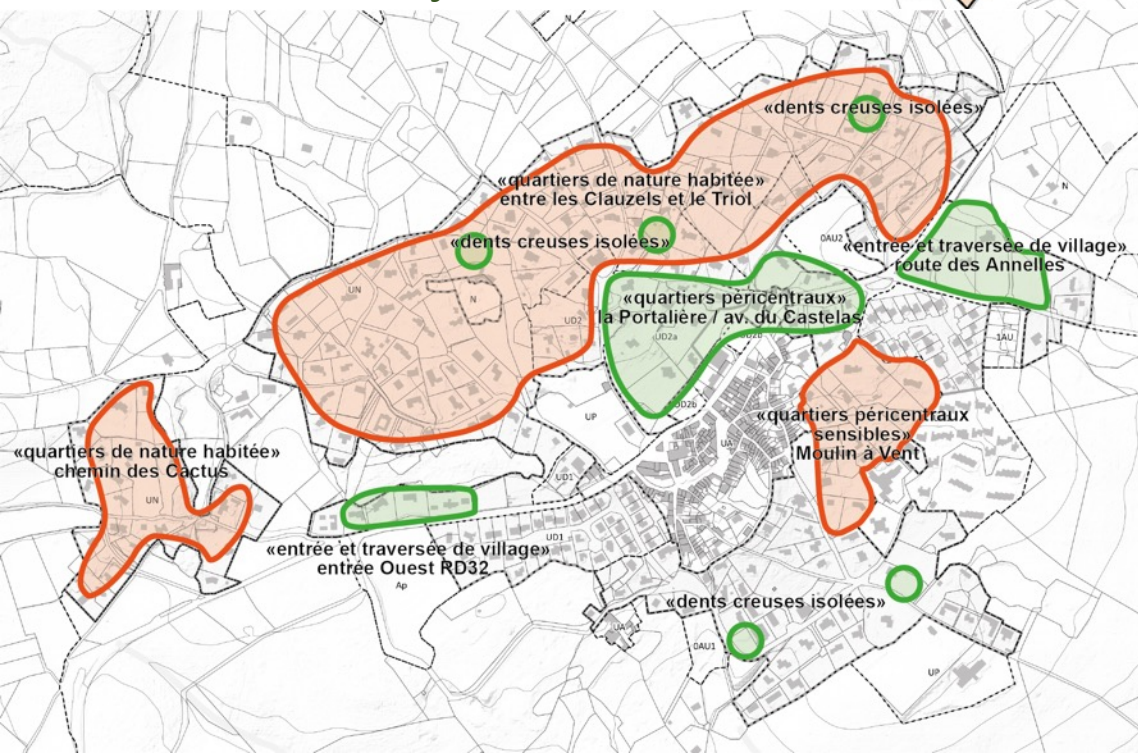 N
«dents creuses isolées»
«quartiers de nature habitée»
entre les Clauzels et le Triol
N
0AU2
«dents creuses isolées»
«entrée et traversée de village»
route des Annelles
UN
N
«quartiers péricentraux»
la Portalière / av. du Castelas
UD2
UD2a
UD2b
1AU
UD2b
UP
«quartiers péricentraux
sensibles»
Moulin à Vent
UA
«quartiers de nature habitée»
chemin des Cactus
UN
UD1
UD1
«entrée et traversée de village»
entrée Ouest RD32
Ap
«dents creuses isolées»
UA
0AU1
UP